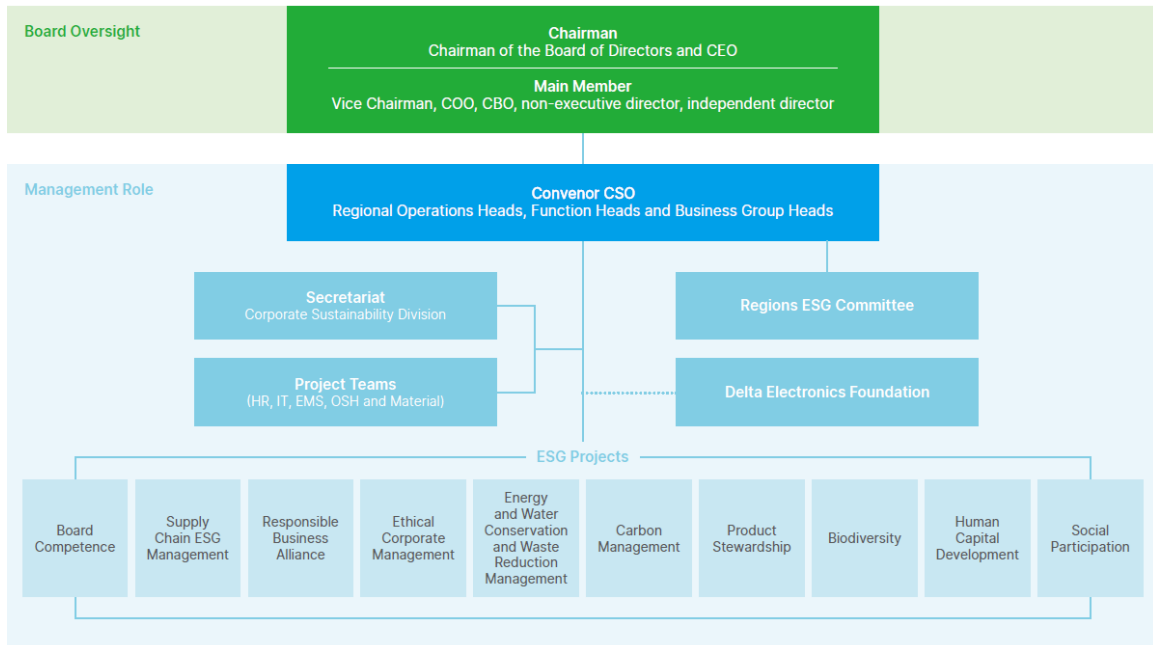 Board Oversight
Chairman
Chairman of the Board of Directors and CEO
Main Member
Vice Chairman, COO, CBO, non-executive director, independent director
Management Role
Convenor CSO
Regional Operations Heads, Function Heads and Business Group Heads
Secretariat
Corporate Sustainability Division
Regions ESG Committee
Project Teams
(HR, IT, EMS, OSH and Material)
Delta Electronics Foundation
ESG Projects
Board
Competence
Supply
Chain ESG
Management
Responsible
Business
Alliance
Ethical
Corporate
Management
Energy
and Water
Conservation
and Waste
Reduction
Management
Carbon
Management
Product
Stewardship
Biodiversity
Human
Capital
Development
Social
Participation